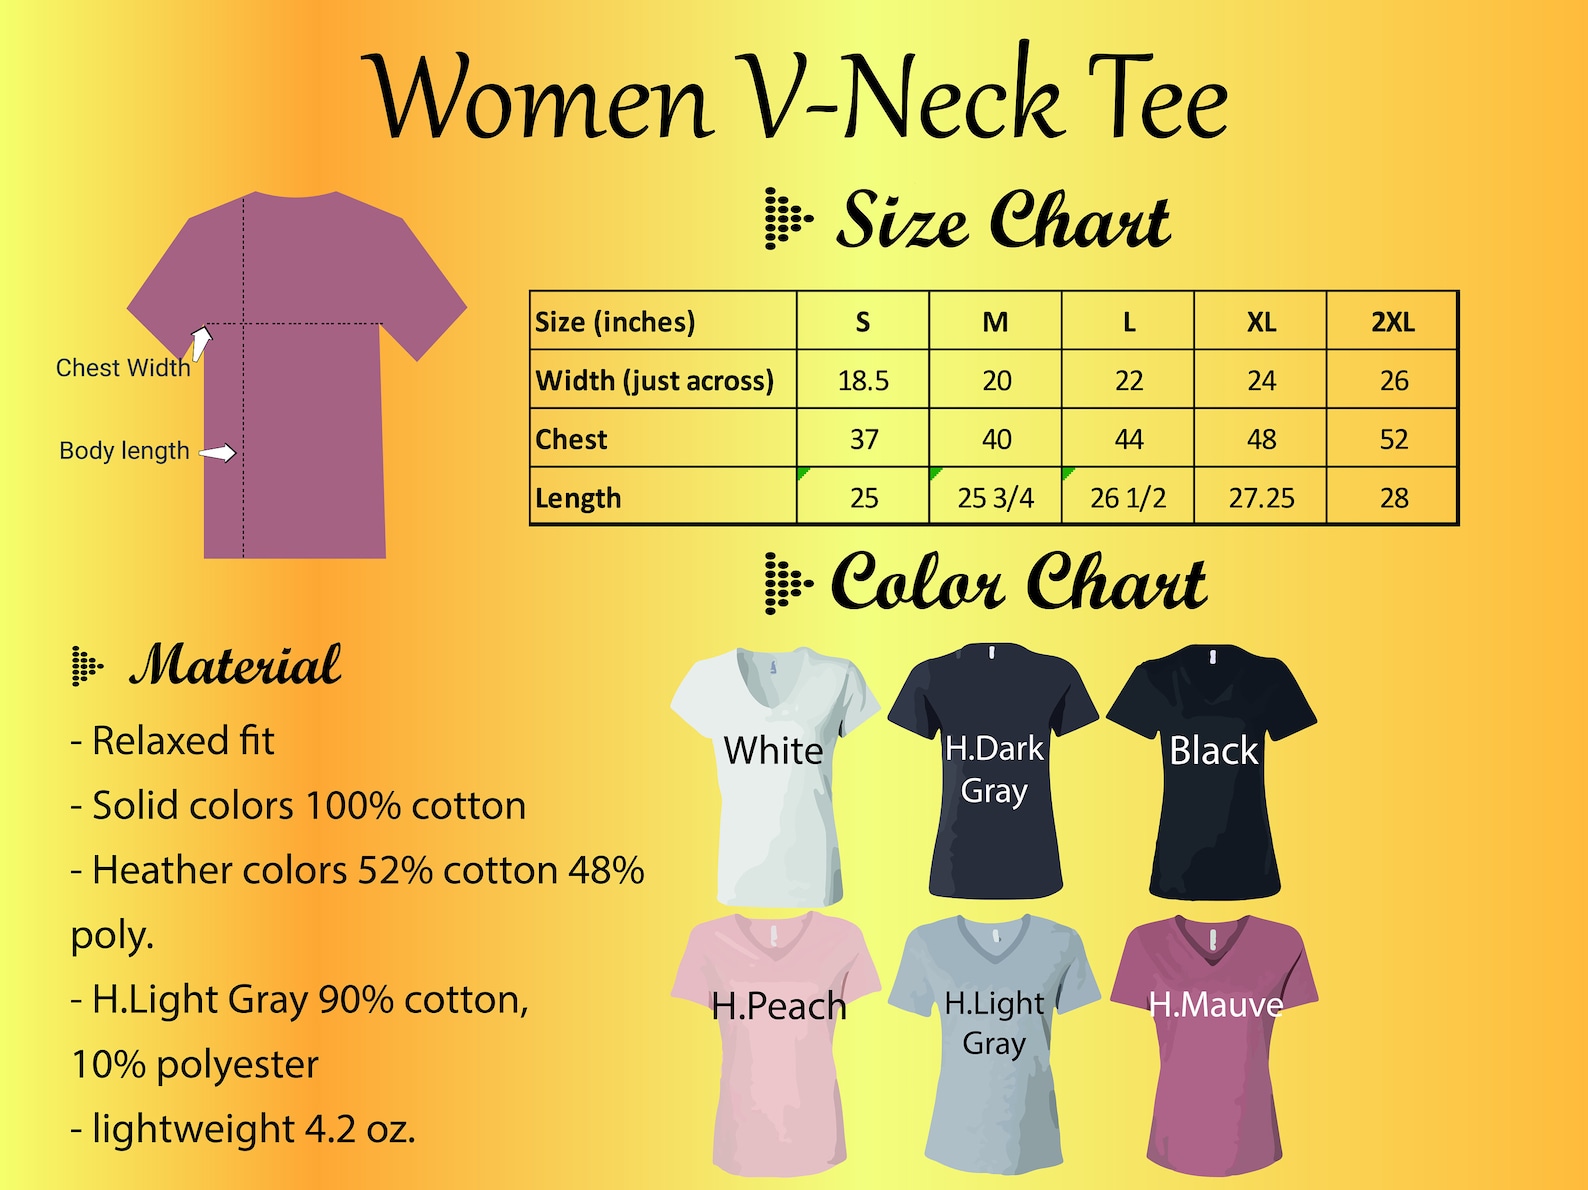 Women V-Neck Tee
Size Chart
Chest Width
Body length
Size (inches) S M L XL 2XL
Width (just across) 18.5 20 22 24 26
Chest 37 40 44 48 52
Length 25 25 3/4 26 1/2 27.25 28
Color Chart
White
H.Dark
Gray
Black
H.Peach
H.Light
Gray
H.Mauve
Material
- Relaxed fit
- Solid colors 100% cotton
- Heather colors 52% cotton 48%
poly.
- H.Light Gray 90% cotton,
10% polyester
- lightweight 4.2 oz.